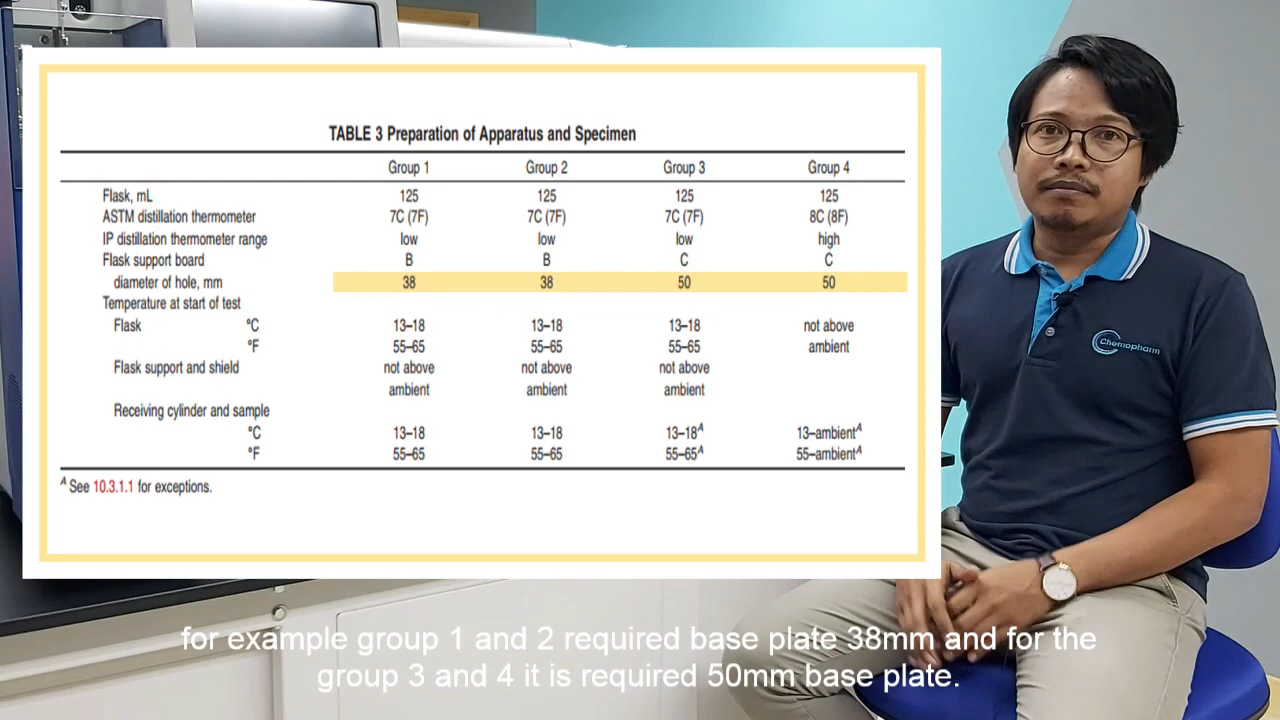 TABLE 3 Preparation of Apparatus and Specimen
Group 1 Group 2 Group 3 Group 4
Flask, mL 125 125 125 125
ASTM distillation thermometer 7C (7F) 7C (7F) 7C (7F) 8C (8F)
IP distillation thermometer range low low low high
Flask support board B B C C
diameter of hole, mm 38 38 50 50
Temperature at start of test
Flask °C 13–18 13–18 13–18 not above
°F 55–65 55–65 55–65 ambient
Flask support and shield not above not above not above
ambient ambient ambient
Receiving cylinder and sample
°C 13–18 13–18 13–18A 13–ambientA
°F 55–65 55–65 55–65A 55–ambientA
A See 10.3.1.1 for exceptions.
Chemopharm
for example group 1 and 2 required base plate 38mm and for the
group 3 and 4 it is required 50mm base plate.